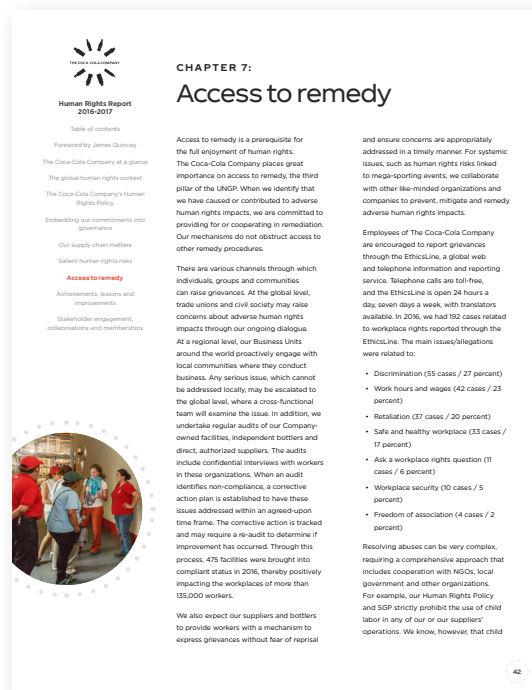 THE COCA-COLA COMPANY
Human Rights Report
2016-2017
Table of contents
Foreword by James Quincey
The Coca-Cola Company at a glance
The global human rights context
The Coca-Cola Company's Human
Rights Policy
Embedding our commitments into
governance
Our supply chain matters
Salient human rights risks
Access to remedy
Achievements, lessons and
improvements
Stakeholder engagement,
collaborations and memberships
CHAPTER 7:
Access to remedy
Access to remedy is a prerequisite for
the full enjoyment of human rights.
The Coca-Cola Company places great
importance on access to remedy, the third
pillar of the UNGP. When we identify that
we have caused or contributed to adverse
human rights impacts, we are committed to
providing for or cooperating in remediation.
Our mechanisms do not obstruct access to
other remedy procedures.
There are various channels through which
individuals, groups and communities
can raise grievances. At the global level,
trade unions and civil society may raise
concerns about adverse human rights
impacts through our ongoing dialogue.
At a regional level, our Business Units
around the world proactively engage with
local communities where they conduct
business. Any serious issue, which cannot
be addressed locally, may be escalated to
the global level, where a cross-functional
team will examine the issue. In addition, we
undertake regular audits of our Company-
owned facilities, independent bottlers and
direct, authorized suppliers. The audits
include confidential interviews with workers
in these organizations. When an audit
identifies non-compliance, a corrective
action plan is established to have these
issues addressed within an agreed-upon
time frame. The corrective action is tracked
and may require a re-audit to determine if
improvement has occurred. Through this
process, 475 facilities were brought into
compliant status in 2016, thereby positively
impacting the workplaces of more than
135,000 workers.
We also expect our suppliers and bottlers
to provide workers with a mechanism to
express grievances without fear of reprisal
and ensure concerns are appropriately
addressed in a timely manner. For systemic
issues, such as human rights risks linked
to mega-sporting events, we collaborate
with other like-minded organizations and
companies to prevent, mitigate and remedy
adverse human rights impacts.
Employees of The Coca-Cola Company
are encouraged to report grievances
through the EthicsLine, a global web
and telephone information and reporting
service. Telephone calls are toll-free,
and the EthicsLine is open 24 hours a
day, seven days a week, with translators
available. In 2016, we had 192 cases related
to workplace rights reported through the
EthicsLine. The main issues/allegations
were related to:
• Discrimination (55 cases / 27 percent)
• Work hours and wages (42 cases / 23
percent)
• Retaliation (37 cases / 20 percent)
• Safe and healthy workplace (33 cases /
17 percent)
• Ask a workplace rights question (11
cases / 6 percent)
• Workplace security (10 cases / 5
percent)
• Freedom of association (4 cases / 2
percent)
Resolving abuses can be very complex,
requiring a comprehensive approach that
includes cooperation with NGOs, local
government and other organizations.
For example, our Human Rights Policy
and SGP strictly prohibit the use of child
labor in any of our or our suppliers'
operations. We know, however, that child
42